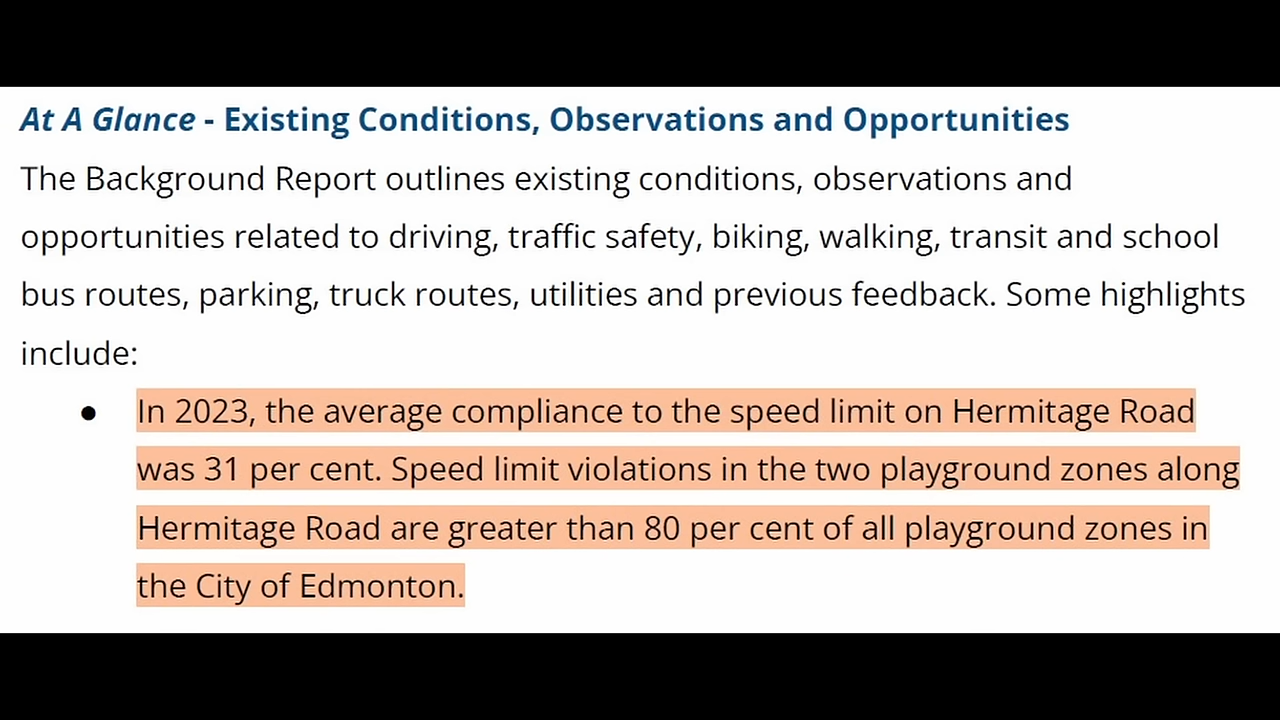 At A Glance - Existing Conditions, Observations and Opportunities
The Background Report outlines existing conditions, observations and
opportunities related to driving, traffic safety, biking, walking, transit and school
bus routes, parking, truck routes, utilities and previous feedback. Some highlights
include:
● In 2023, the average compliance to the speed limit on Hermitage Road
was 31 per cent. Speed limit violations in the two playground zones along
Hermitage Road are greater than 80 per cent of all playground zones in
the City of Edmonton.